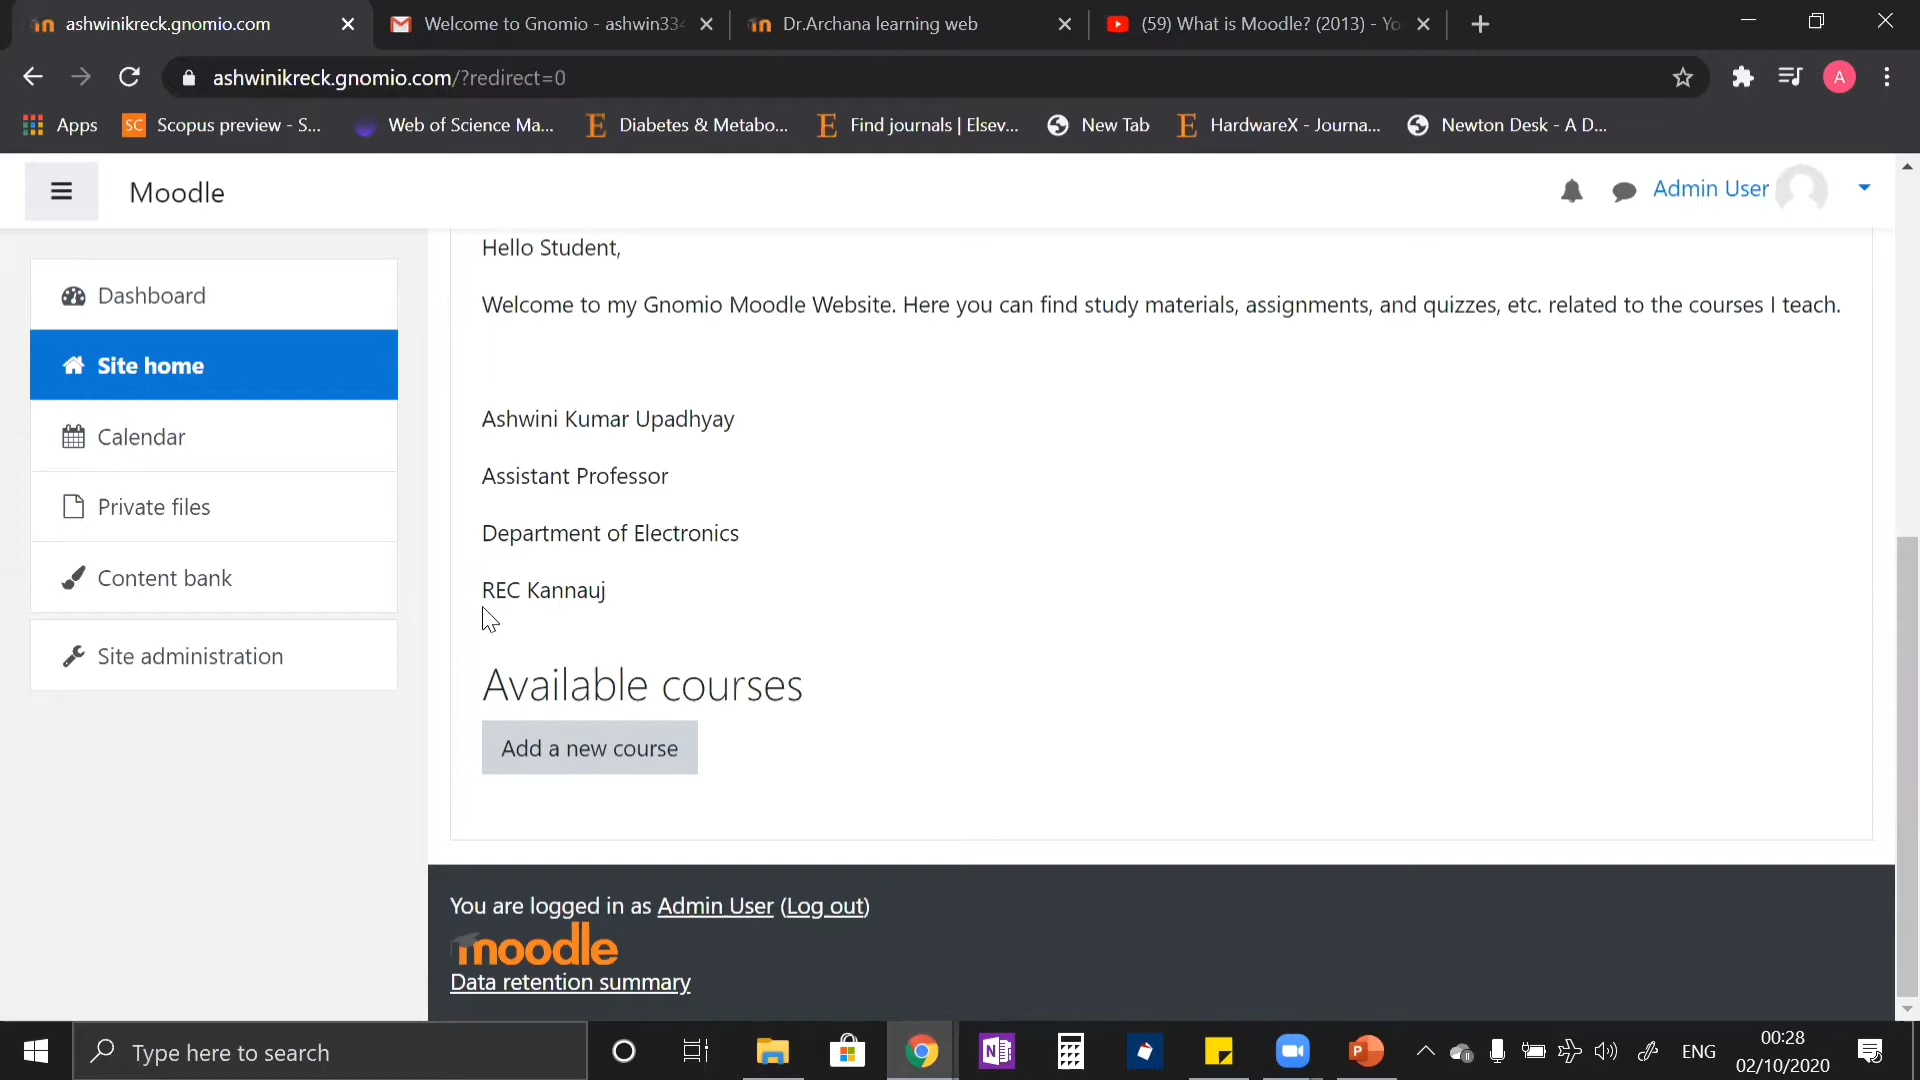 ashwinikreck.gnomio.com
Welcome to Gnomio - ashwin334
Dr.Archana learning web
(59) What is Moodle? (2013) - Yo
ashwinikreck.gnomio.com/?redirect=0
A
Apps
SC Scopus preview - S...
Web of Science Ma...
Diabetes & Metabo...
Find journals | Elsev...
New Tab
HardwareX - Journa...
Newton Desk - A D...
Moodle
Admin User
Dashboard
Site home
Calendar
Private files
Content bank
Site administration
Hello Student,
Welcome to my Gnomio Moodle Website. Here you can find study materials, assignments, and quizzes, etc. related to the courses I teach.
Ashwini Kumar Upadhyay
Assistant Professor
Department of Electronics
REC Kannauj
Available courses
Add a new course
You are logged in as Admin User (Log out)
moodle
Data retention summary
Type here to search
ENG
00:28
02/10/2020